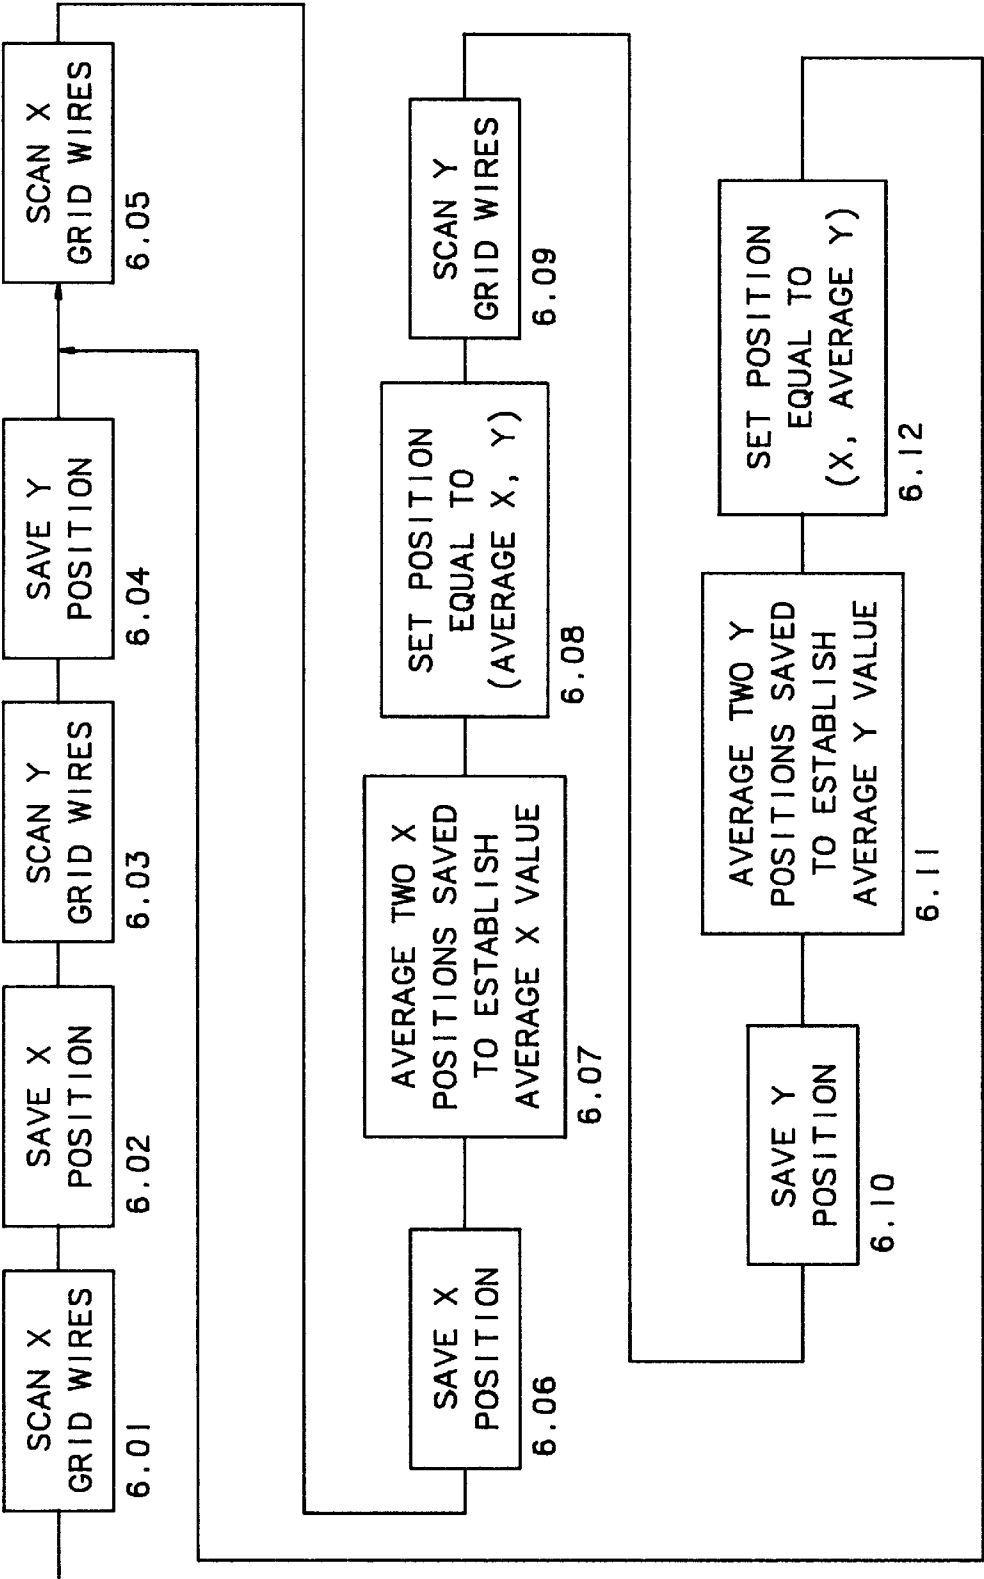 SCAN X
GRID WIRES
6.01
SAVE X
POSITION
6.02
SCAN Y
GRID WIRES
6.03
SAVE Y
POSITION
6.04
SCAN X
GRID WIRES
6.05
SAVE X
POSITION
6.06
AVERAGE TWO X
POSITIONS SAVED
TO ESTABLISH
AVERAGE X VALUE
6.07
SET POSITION
EQUAL TO
(AVERAGE X, Y)
6.08
SCAN Y
GRID WIRES
6.09
SAVE Y
POSITION
6.10
AVERAGE TWO Y
POSITIONS SAVED
TO ESTABLISH
AVERAGE Y VALUE
6.11
SET POSITION
EQUAL TO
(X, AVERAGE Y)
6.12